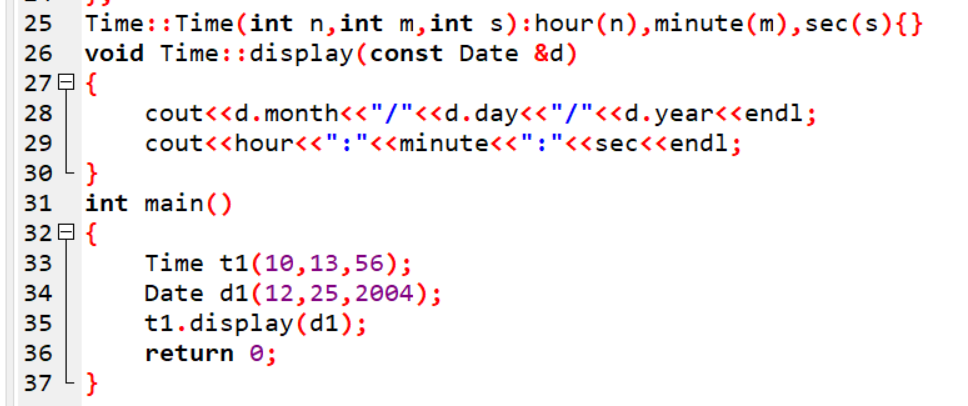 25 Time::Time(int n,int m,int s):hour(n),minute(m),sec(s){}
26 void Time::display(const Date &d)
27 {
28 cout<<d.month<<"/"<<d.day<<"/"<<d.year<<endl;
29 cout<<hour<<":"<<minute<<":"<<sec<<endl;
30 }
31 int main()
32 {
33 Time t1(10,13,56);
34 Date d1(12,25,2004);
35 t1.display(d1);
36 return 0;
37 }